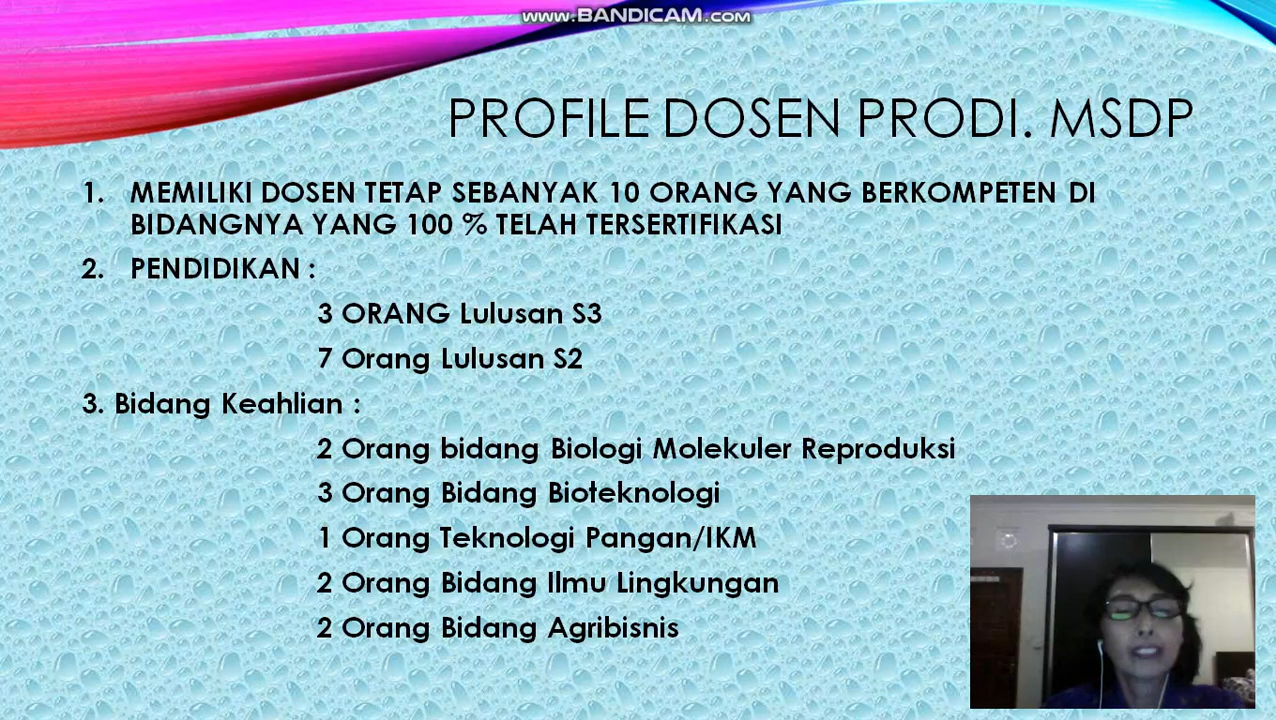 www.BANDICAM.com
PROFILE DOSEN PRODI. MSDP
1. MEMILIKI DOSEN TETAP SEBANYAK 10 ORANG YANG BERKOMPETEN DI
BIDANGNYA YANG 100 % TELAH TERSERTIFIKASI
2. PENDIDIKAN :
3 ORANG Lulusan S3
7 Orang Lulusan S2
3. Bidang Keahlian :
2 Orang bidang Biologi Molekuler Reproduksi
3 Orang Bidang Bioteknologi
1 Orang Teknologi Pangan/IKM
2 Orang Bidang Ilmu Lingkungan
2 Orang Bidang Agribisnis